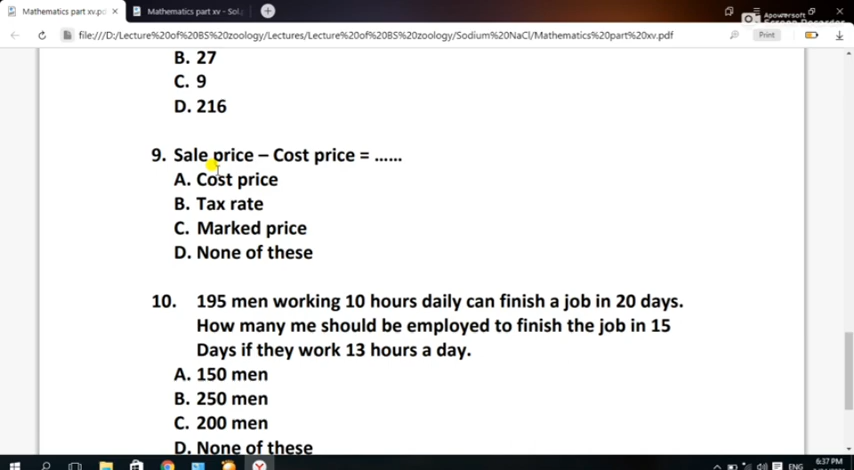 Mathematics part xv.pd
Mathematics part xv - Sol.
Apowersoft
Screen Recorder
file:///D:/Lecture%20of%20BS%20zoology/Lectures/Lecture%20of%20BS%20zoology/Sodium%20NaCl/Mathematics%20part%20xv.pdf
Print
B. 27
C. 9
D. 216
9. Sale price – Cost price = ......
A. Cost price
B. Tax rate
C. Marked price
D. None of these
10. 195 men working 10 hours daily can finish a job in 20 days.
How many me should be employed to finish the job in 15
Days if they work 13 hours a day.
A. 150 men
B. 250 men
C. 200 men
D. None of these
ENG 6:37 PM